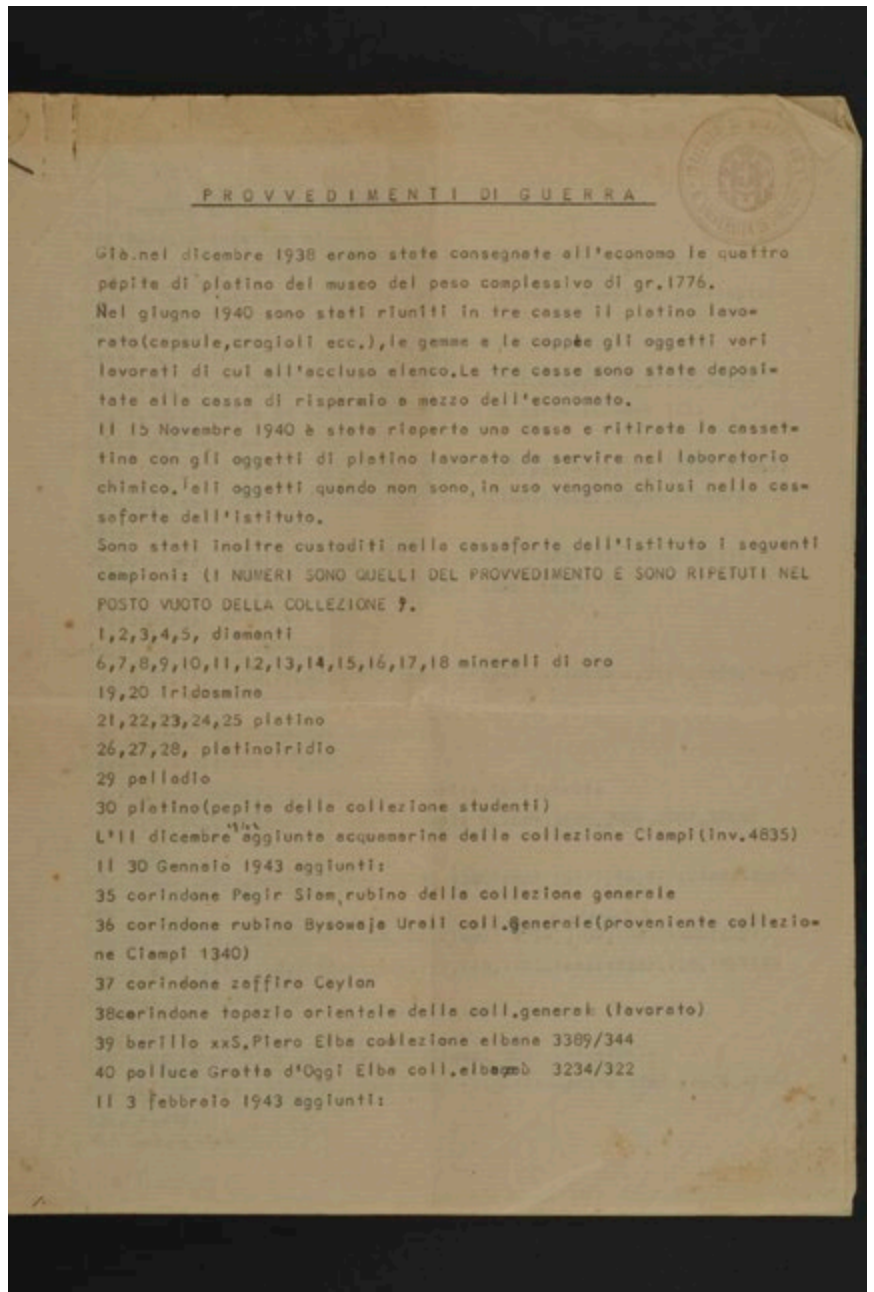 PROVVEDIMENTI DI GUERRA
Già.nel dicembre 1938 erano state consegnate all'economo le quattro
pepite di platino del museo del peso complessivo di gr.1776.
Nel giugno 1940 sono stati riuniti in tre casse il platino lavo=
rato(capsule,crogioli ecc.),le gemme e le coppe e gli oggetti vari
lavorati di cui all'accluso elenco.Le tre casse sono state deposi=
tate alla cassa di risparmio a mezzo dell'economato.
Il 15 Novembre 1940 è stata riaperta una cassa e ritirata la casset=
tina con gli oggetti di platino lavorato da servire nel laboratorio
chimico.Tali oggetti quando non sono,in uso vengono chiusi nella cas=
saforte dell'istituto.
Sono stati inoltre custoditi nella cassaforte dell'istituto i seguenti
campioni: (I NUMERI SONO QUELLI DEL PROVVEDIMENTO E SONO RIPETUTI NEL
POSTO VUOTO DELLA COLLEZIONE ).
1,2,3,4,5, diamanti
6,7,8,9,10,11,12,13,14,15,16,17,18 minerali di oro
19,20 iridosmina
21,22,23,24,25 platino
26,27,28, platinoiridio
29 palladio
30 platino(pepita della collezione studenti)
L'11 dicembre aggiunta acquamarina della collezione Ciampi(inv.4835)
Il 30 Gennaio 1943 aggiunti:
35 corindone Pegir Siam,rubino della collezione generale
36 corindone rubino Bysowaja Urali coll.generale(proveniente collezio=
ne Ciampi 1340)
37 corindone zaffiro Ceylon
38corindone topazio orientale della coll.general (lavorato)
39 berillo xxS.Piero Elba collezione elbana 3389/344
40 polluce Grotta d'Oggi Elba 3234/322
Il 3 febbraio 1943 aggiunti: